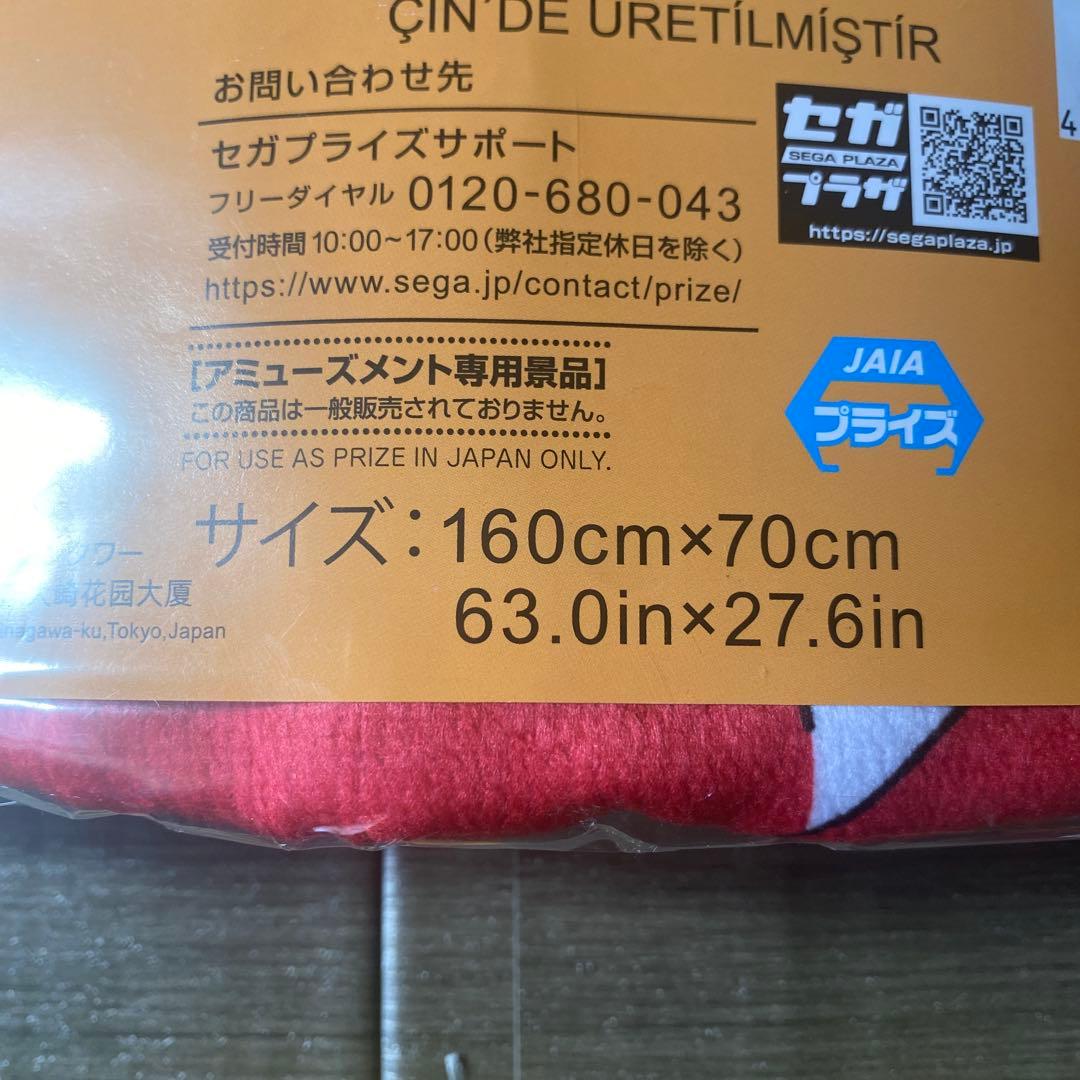 ÇİN'DE ÜRETİLMİŞTİR
お問い合わせ先
セガプライズサポート
フリーダイヤル 0120-680-043
受付時間 10:00~17:00(弊社指定休日を除く)
https://www.sega.jp/contact/prize/
セガ
SEGA PLAZA
プラザ
https://segaplaza.jp
4
[アミューズメント専用景品]
この商品は一般販売されておりません。
FOR USE AS PRIZE IN JAPAN ONLY.
JAIA
プライズ
サイズ:160cm×70cm
63.0in×27.6in
ワー
崎花园大厦
nagawa-ku,Tokyo,Japan